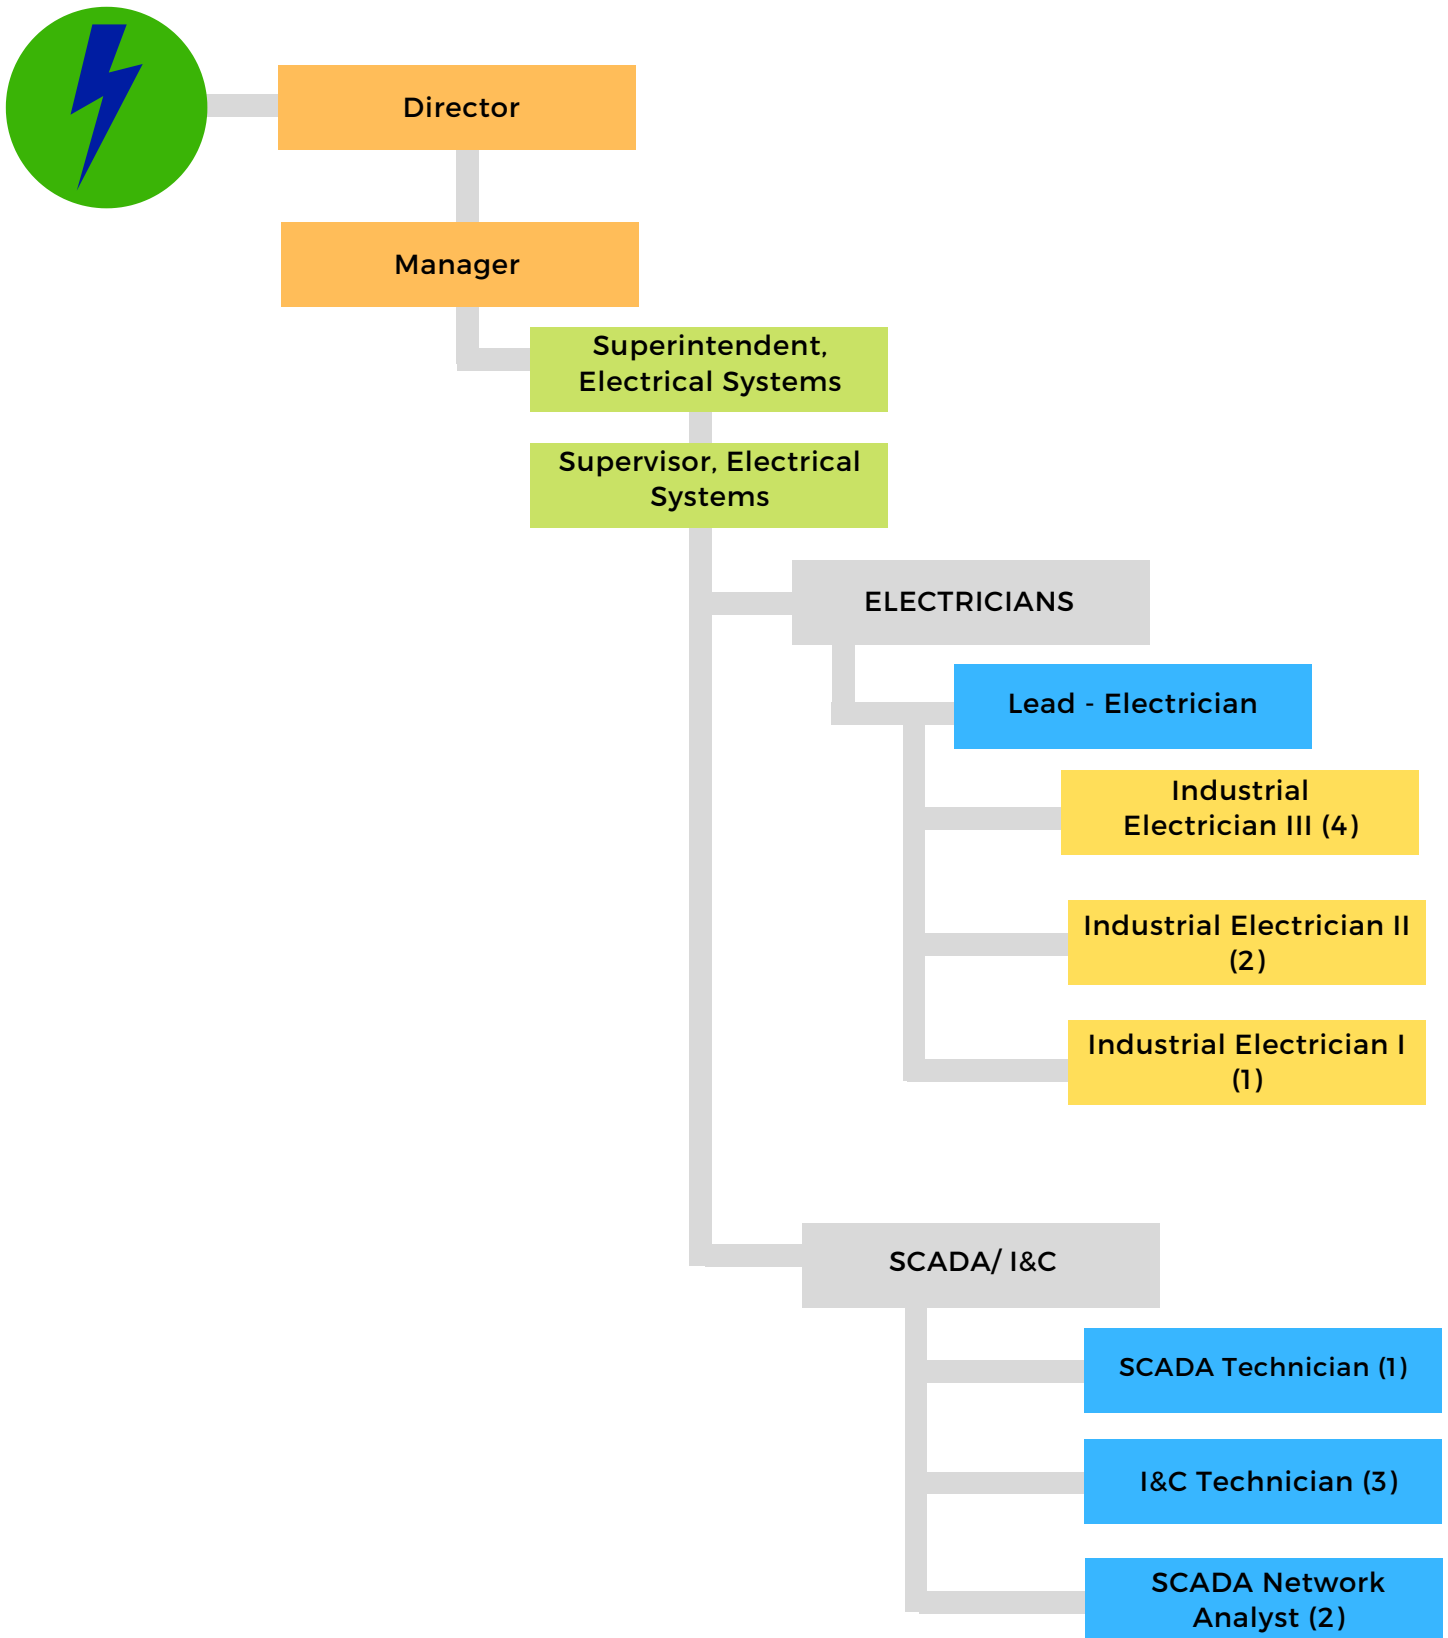 Director
Manager
Superintendent,
Electrical Systems
Supervisor, Electrical
Systems
ELECTRICIANS
Lead - Electrician
Industrial
Electrician III (4)
Industrial Electrician II
(2)
Industrial Electrician I
(1)
SCADA/ I&C
SCADA Technician (1)
I&C Technician (3)
SCADA Network
Analyst (2)